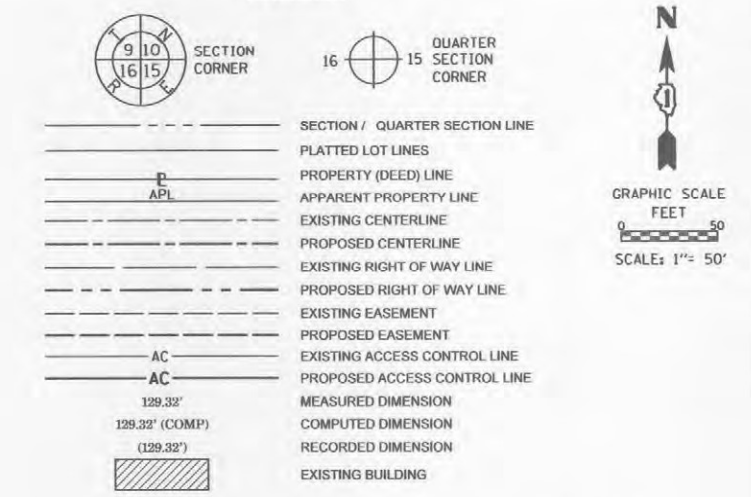 T N
9 10
16 15
R E
SECTION
CORNER
16
15
QUARTER
SECTION
CORNER
N
1
SECTION / QUARTER SECTION LINE
PLATTED LOT LINES
PL PROPERTY (DEED) LINE
APL APPARENT PROPERTY LINE
EXISTING CENTERLINE
PROPOSED CENTERLINE
EXISTING RIGHT OF WAY LINE
PROPOSED RIGHT OF WAY LINE
EXISTING EASEMENT
PROPOSED EASEMENT
AC EXISTING ACCESS CONTROL LINE
AC PROPOSED ACCESS CONTROL LINE
129.32' MEASURED DIMENSION
129.32' (COMP) COMPUTED DIMENSION
(129.32') RECORDED DIMENSION
EXISTING BUILDING
GRAPHIC SCALE
FEET
0 50
SCALE: 1"= 50'